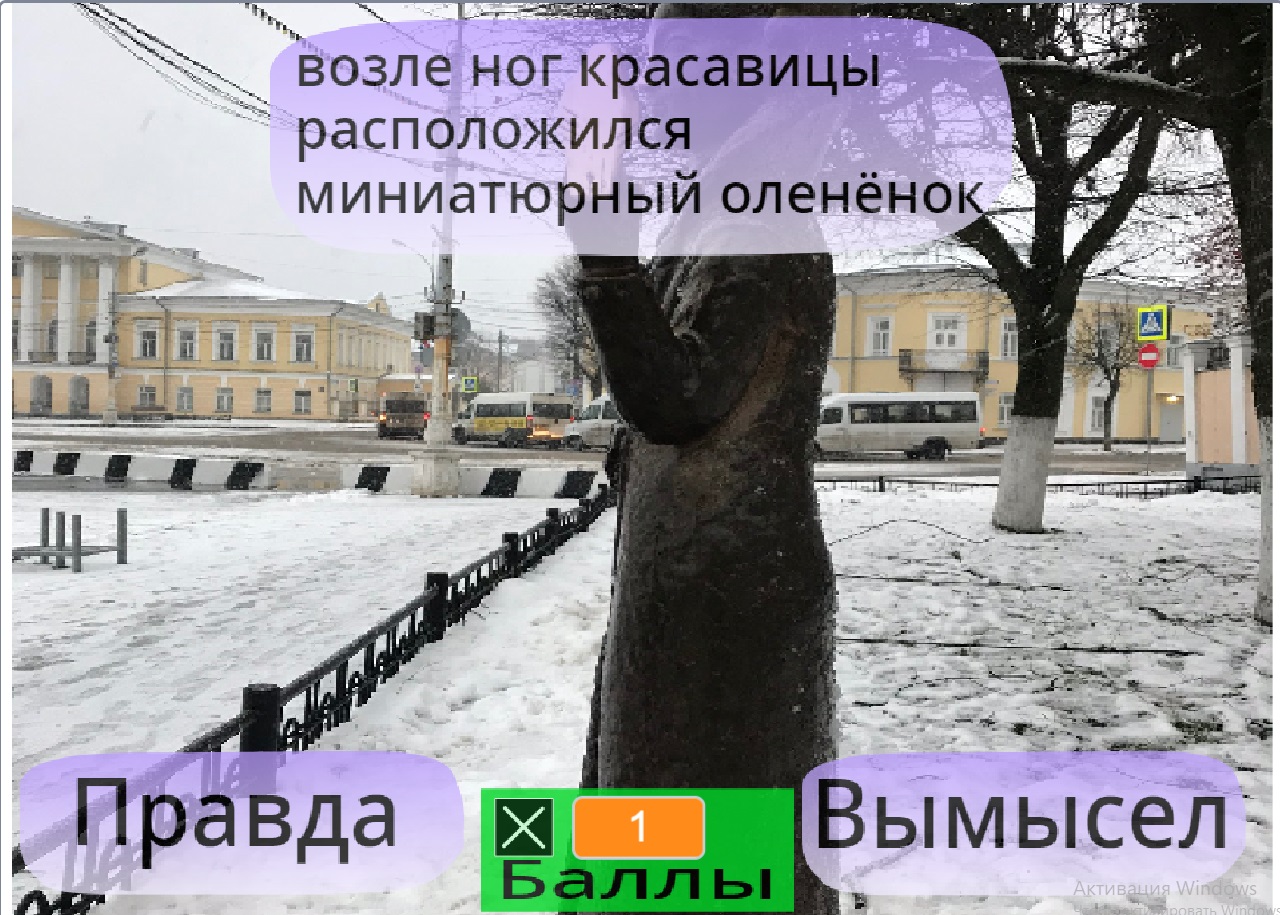 возле ног красавицы
расположился
миниатюрный оленёнок
Правда
1
Вымысел
Баллы
Активация Windows